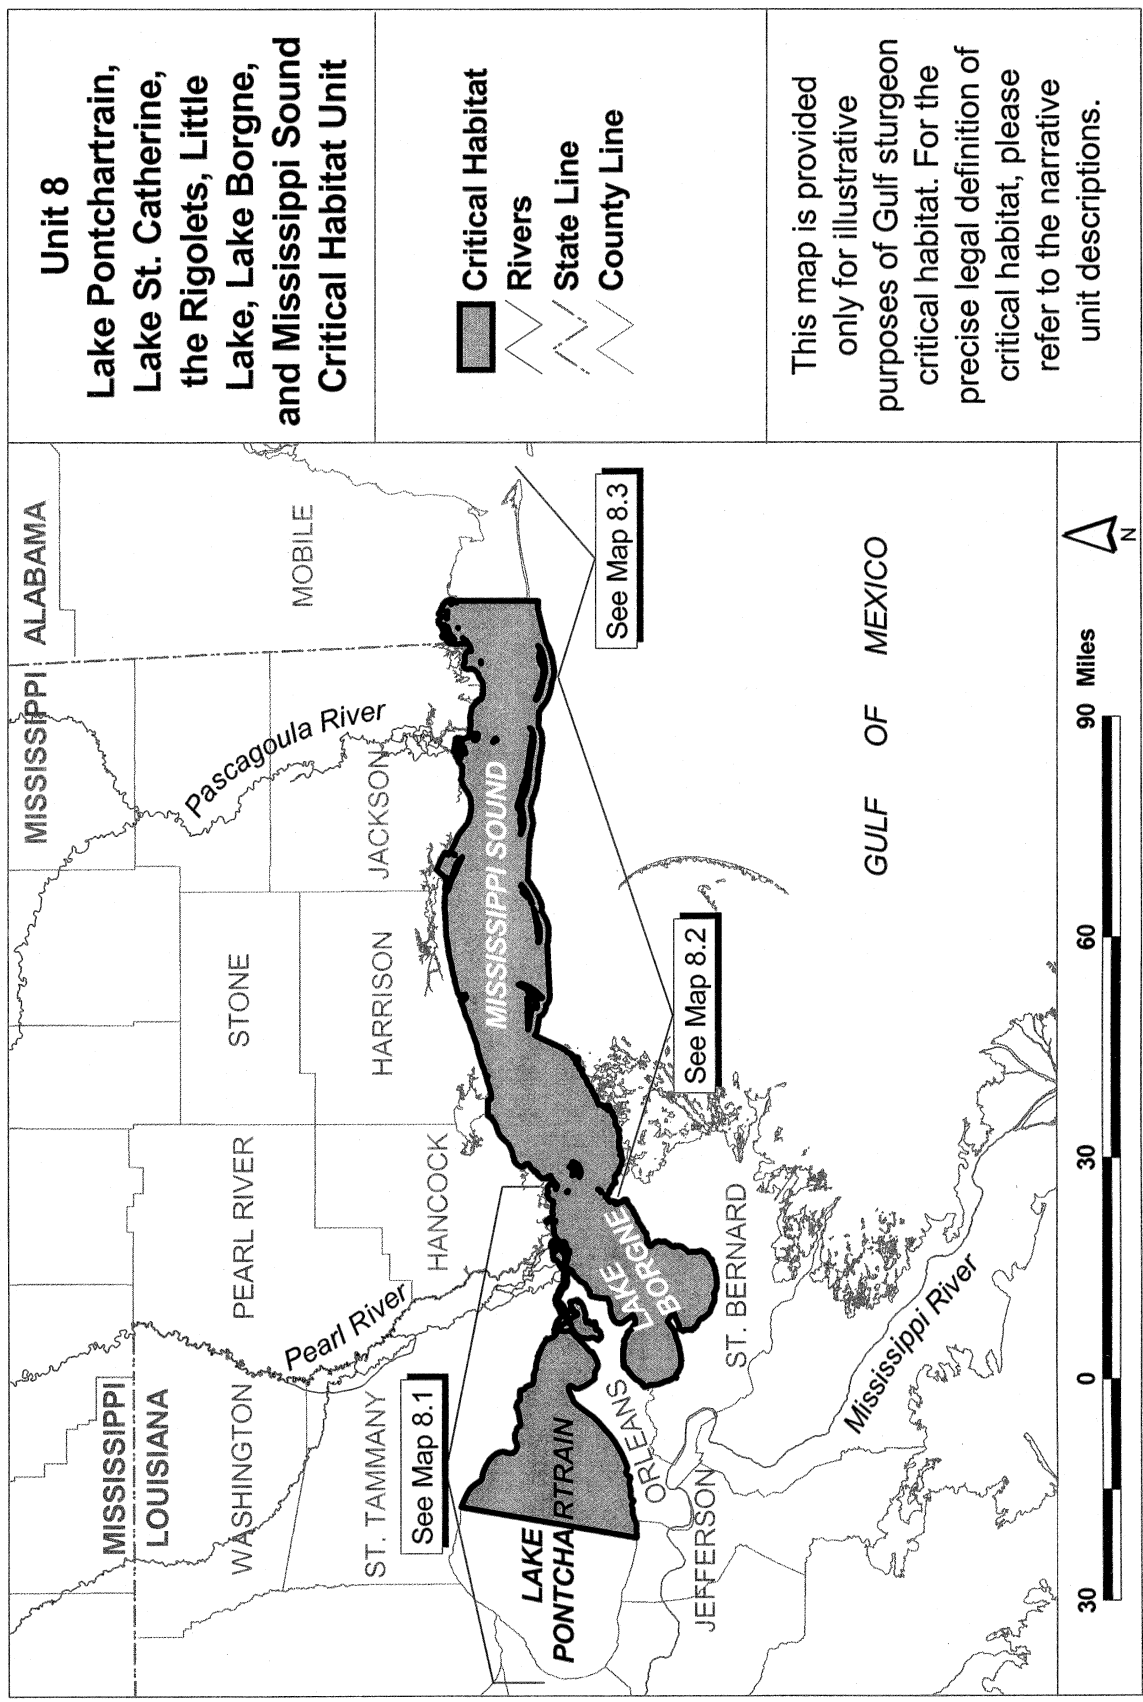 Unit 8
Lake Pontchartrain,
Lake St. Catherine,
the Rigolets, Little
Lake, Lake Borgne,
and Mississippi Sound
Critical Habitat Unit
Critical Habitat
Rivers
State Line
County Line
This map is provided
only for illustrative
purposes of Gulf sturgeon
critical habitat. For the
precise legal definition of
critical habitat, please
refer to the narrative
unit descriptions.
MISSISSIPPI
ALABAMA
MISSISSIPPI
LOUISIANA
WASHINGTON
PEARL RIVER
STONE
MOBILE
Pascagoula River
Pearl River
ST. TAMMANY
HANCOCK
HARRISON
JACKSON
See Map 8.1
MISSISSIPPI SOUND
LAKE
PONTCHARTRAIN
LAKE
BORGNE
See Map 8.3
ORLEANS
See Map 8.2
JEFFERSON
ST. BERNARD
Mississippi River
GULF OF MEXICO
30 0 30 60 90 Miles
N